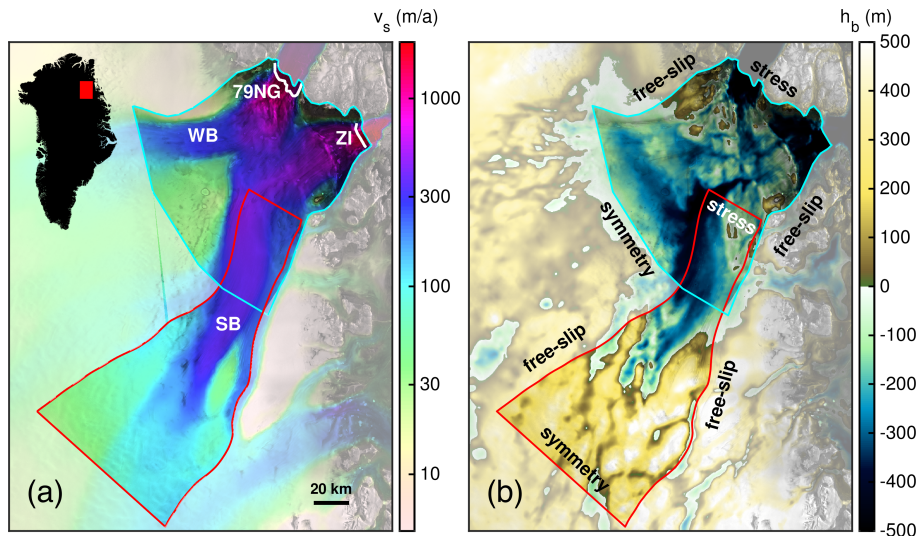 v_s (m/a)
h_b (m)
79NG
WB
ZI
SB
(a)
20 km
1000
300
100
30
10
free-slip
stress
stress
free-slip
symmetry
free-slip
free-slip
symmetry
(b)
500
400
300
200
100
0
-100
-200
-300
-400
-500